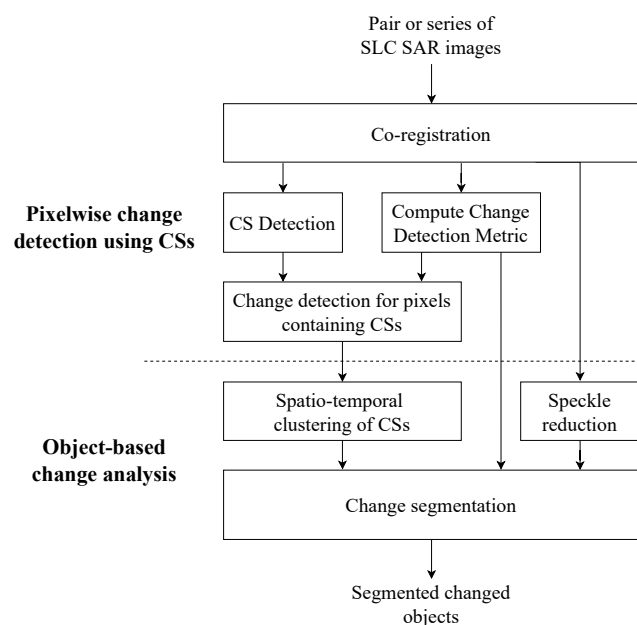 Pair or series of
SLC SAR images
Co-registration
Pixelwise change
detection using CSs
CS Detection
Compute Change
Detection Metric
Change detection for pixels
containing CSs
Spatio-temporal
clustering of CSs
Speckle
reduction
Object-based
change analysis
Change segmentation
Segmented changed
objects